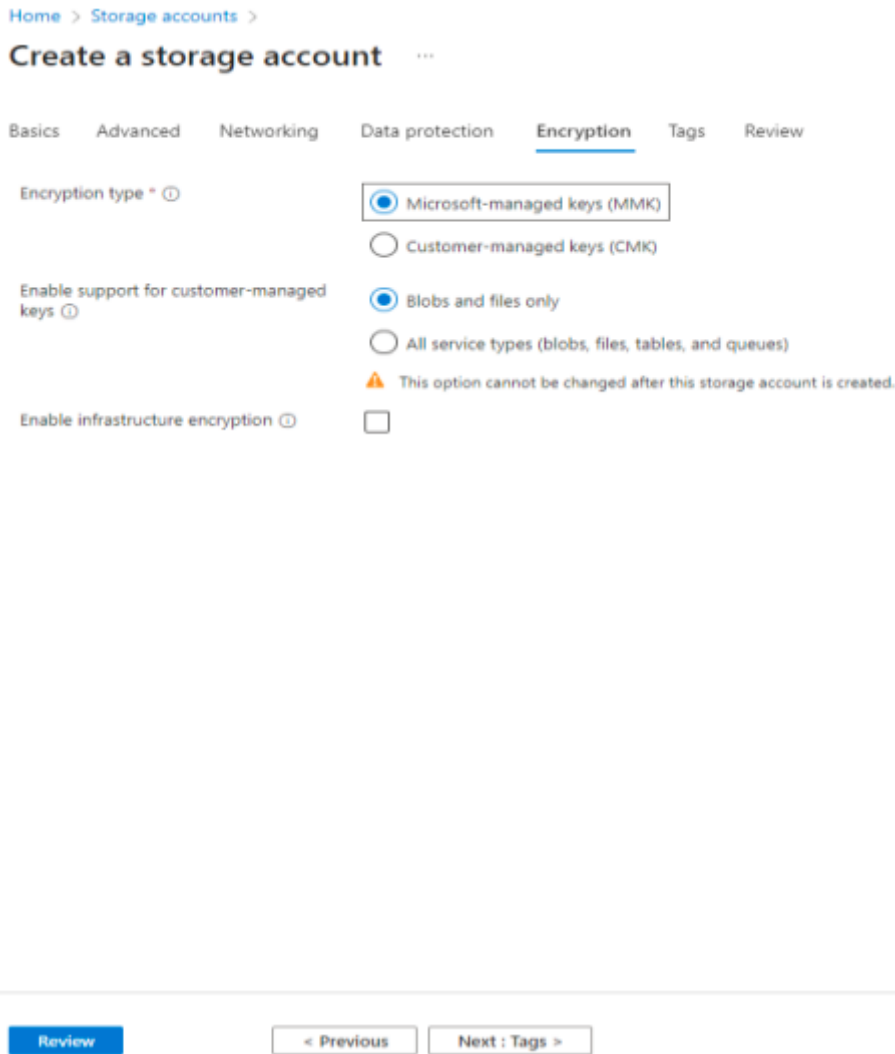 Home > Storage accounts >
Create a storage account ...
Basics Advanced Networking Data protection Encryption Tags Review
Encryption type * ⓘ
Microsoft-managed keys (MMK)
Customer-managed keys (CMK)
Enable support for customer-managed
keys ⓘ
Blobs and files only
All service types (blobs, files, tables, and queues)
This option cannot be changed after this storage account is created.
Enable infrastructure encryption ⓘ
Review < Previous Next : Tags >